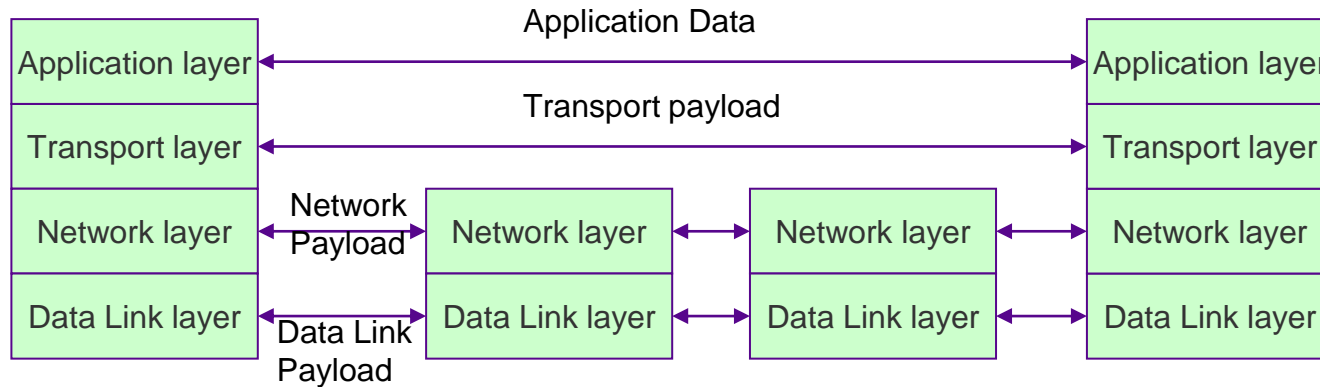 Application Data
Application layer
Application layer
Transport payload
Transport layer
Transport layer
Network
Payload
Network layer
Network layer
Network layer
Network layer
Data Link layer
Data Link
Payload
Data Link layer
Data Link layer
Data Link layer